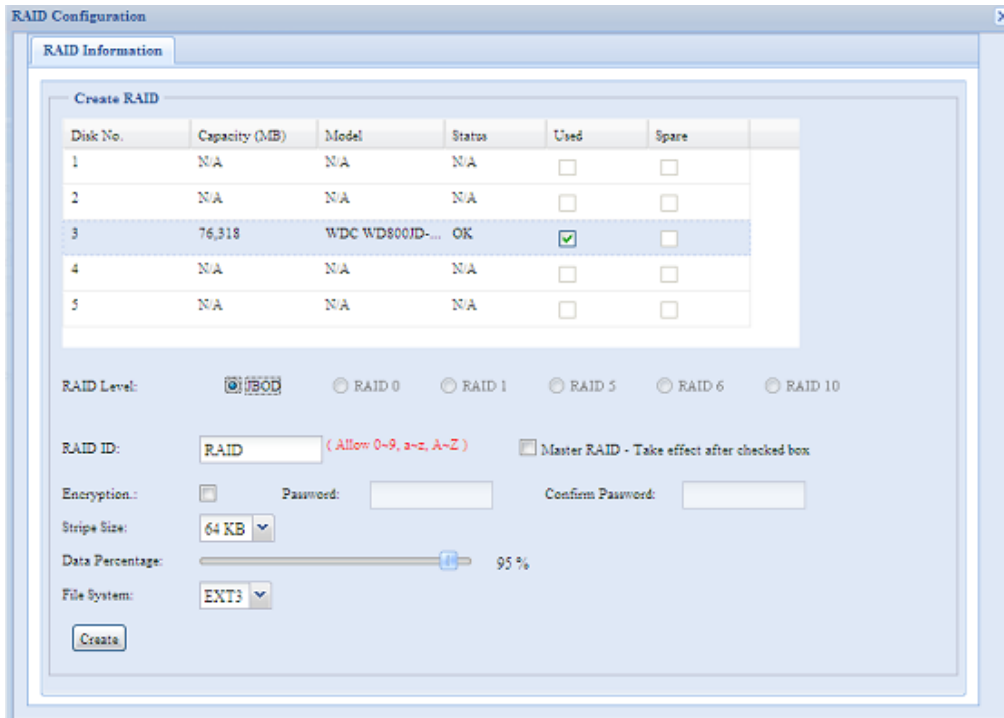 RAID Configuration
RAID Information
Create RAID
Disk No. Capacity (MB) Model Status Used Spare
1 N/A N/A N/A
2 N/A N/A N/A
3 76,318 WDC WD800JD-... OK
4 N/A N/A N/A
5 N/A N/A N/A
RAID Level: JBOD RAID 0 RAID 1 RAID 5 RAID 6 RAID 10
RAID ID: RAID ( Allow 0~9, a~z, A~Z ) Master RAID - Take effect after checked box
Encryption.: Password: Confirm Password:
Stripe Size: 64 KB
Data Percentage: 95 %
File System: EXT3
Create